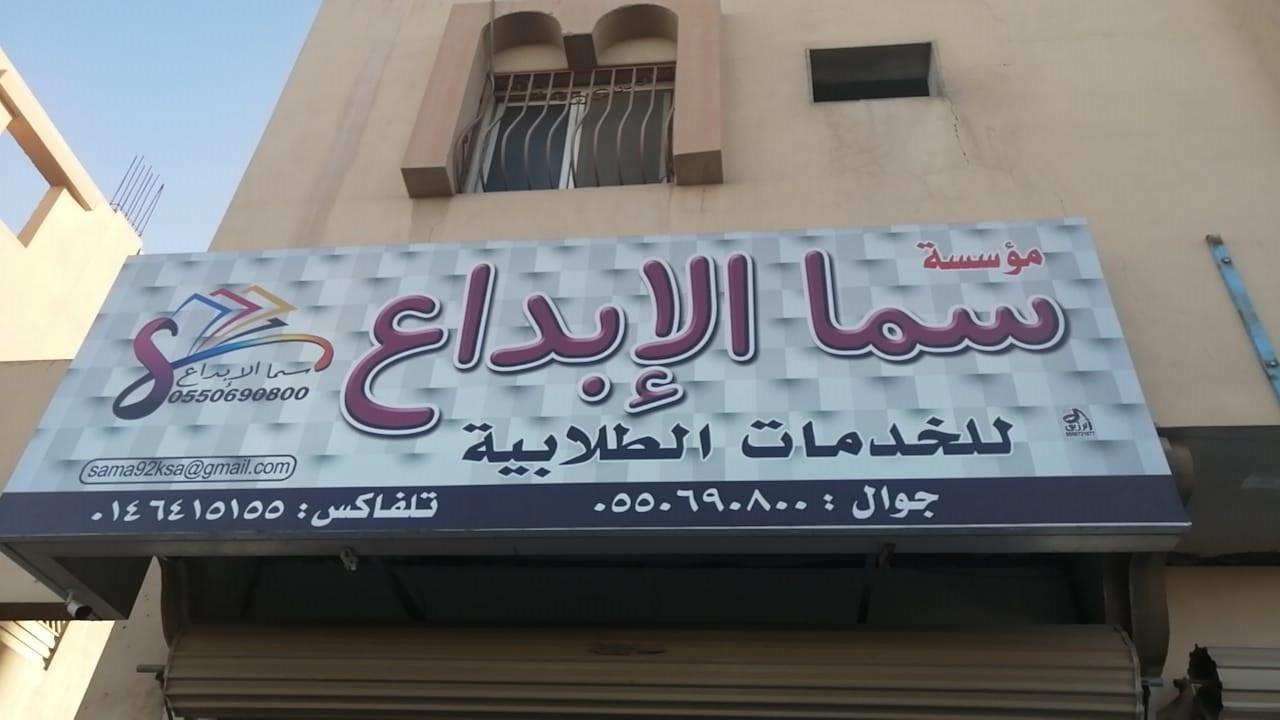 مؤسسة
سما الإبداع
للخدمات الطلابية
سما الإبداع
0550690800
sama92ksa@gmail.com
جوال : ٠٥٥٠٦٩٠٨٠٠
تلفاكس: ٠١٤٦٤١٥١٥٥